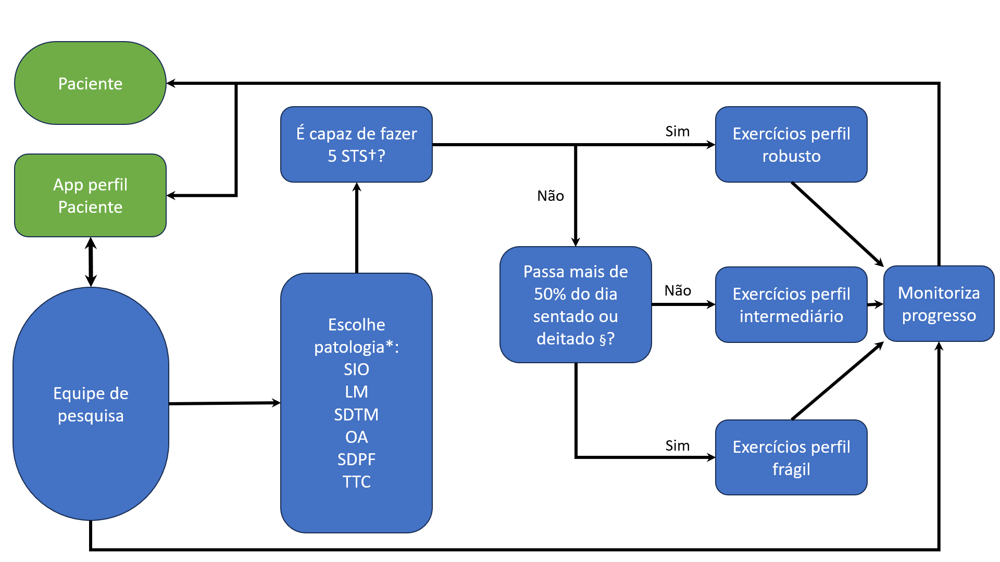 Paciente
App perfil
Paciente
Equipe de
pesquisa
Escolhe
patologia*:
SIO
LM
SDTM
OA
SDPF
TTC
É capaz de fazer
5 STS†?
Sim
Não
Exercícios perfil
robusto
Passa mais de
50% do dia
sentado ou
deitado §?
Não
Exercícios perfil
intermediário
Sim
Exercícios perfil
frágil
Monitoriza
progresso